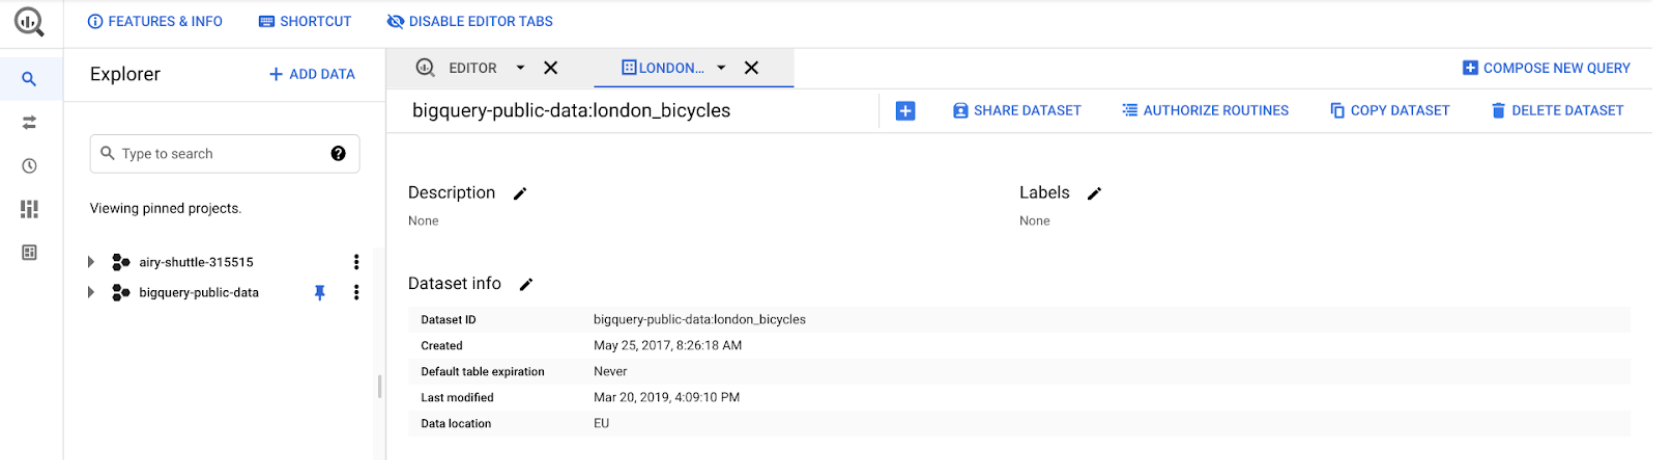 FEATURES & INFO SHORTCUT DISABLE EDITOR TABS
Explorer
ADD DATA
Type to search
Viewing pinned projects.
airy-shuttle-315515
bigquery-public-data
EDITOR LONDON...
COMPOSE NEW QUERY
bigquery-public-data:london_bicycles
SHARE DATASET AUTHORIZE ROUTINES COPY DATASET DELETE DATASET
Description
None
Labels
None
Dataset info
Dataset ID bigquery-public-data:london_bicycles
Created May 25, 2017, 8:26:18 AM
Default table expiration Never
Last modified Mar 20, 2019, 4:09:10 PM
Data location EU